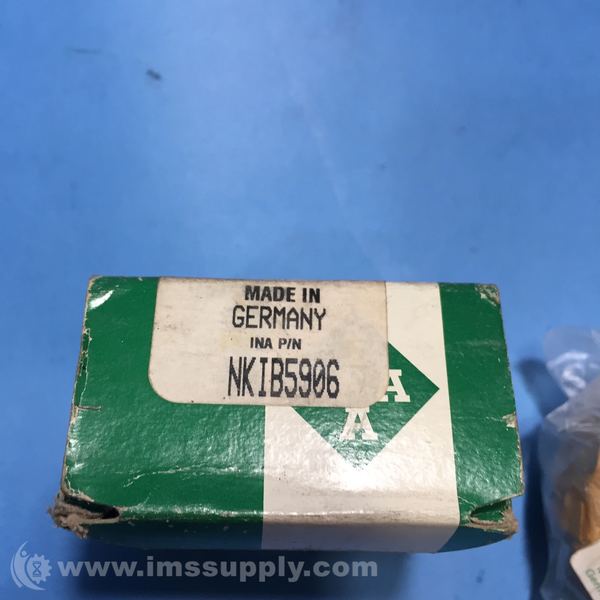 MADE IN
GERMANY
INA P/N
NKIB5906
A
A
www.imssupply.com